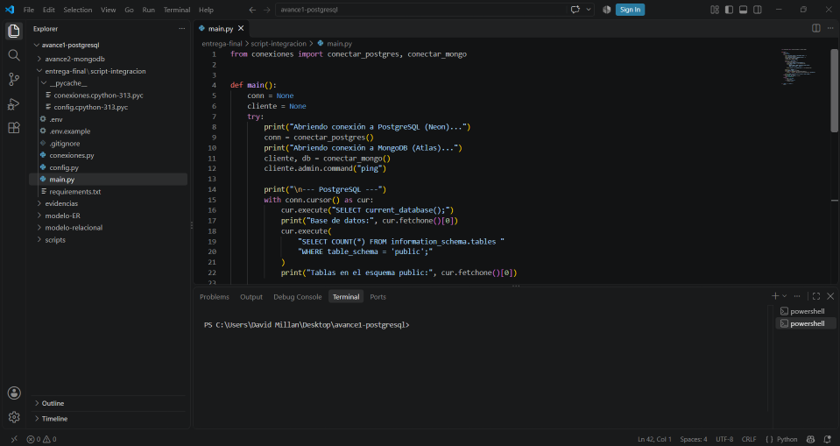 File Edit Selection View Go Run Terminal Help
avance1-postgresql
Sign In
Explorer
avance1-postgresql
avance2-mongodb
entrega-final\script-integracion
__pycache__
conexiones.cpython-313.pyc
config.cpython-313.pyc
.env
.env.example
.gitignore
conexiones.py
config.py
main.py
requirements.txt
evidencias
modelo-ER
modelo-relacional
scripts
Outline
Timeline
main.py
entrega-final > script-integracion > main.py
1 from conexiones import conectar_postgres, conectar_mongo
2
3
4 def main():
5 conn = None
6 cliente = None
7 try:
8 print("Abriendo conexión a PostgreSQL (Neon)...")
9 conn = conectar_postgres()
10 print("Abriendo conexión a MongoDB (Atlas)...")
11 cliente, db = conectar_mongo()
12 cliente.admin.command("ping")
13
14 print("\n--- PostgreSQL ---")
15 with conn.cursor() as cur:
16 cur.execute("SELECT current_database();")
17 print("Base de datos:", cur.fetchone()[0])
18 cur.execute(
19 "SELECT COUNT(*) FROM information_schema.tables "
20 "WHERE table_schema = 'public';"
21 )
22 print("Tablas en el esquema public:", cur.fetchone()[0])
23
Problems Output Debug Console Terminal Ports
powershell
powershell
PS C:\Users\David Millan\Desktop\avance1-postgresql>
0 0
Ln 42, Col 1 Spaces: 4 UTF-8 CRLF {} Python